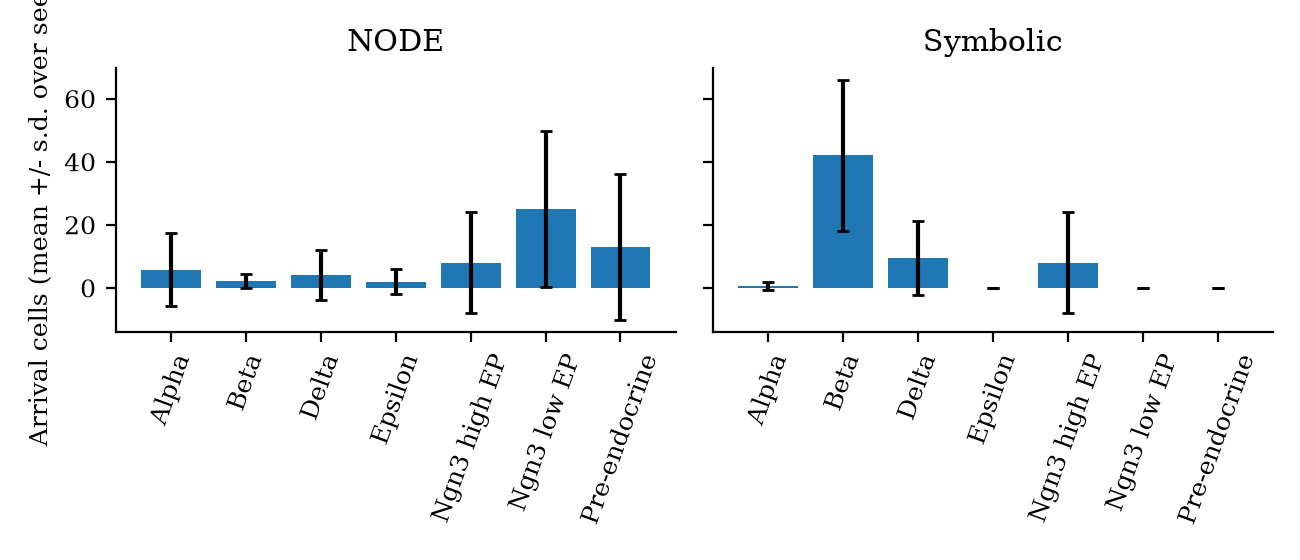 NODE
Symbolic
Arrival cells (mean +/- s.d. over
60
40
20
0
Alpha
Beta
Delta
Epsilon
Ngn3 high EP
Ngn3 low EP
Pre-endocrine
Alpha
Beta
Delta
Epsilon
Ngn3 high EP
Ngn3 low EP
Pre-endocrine